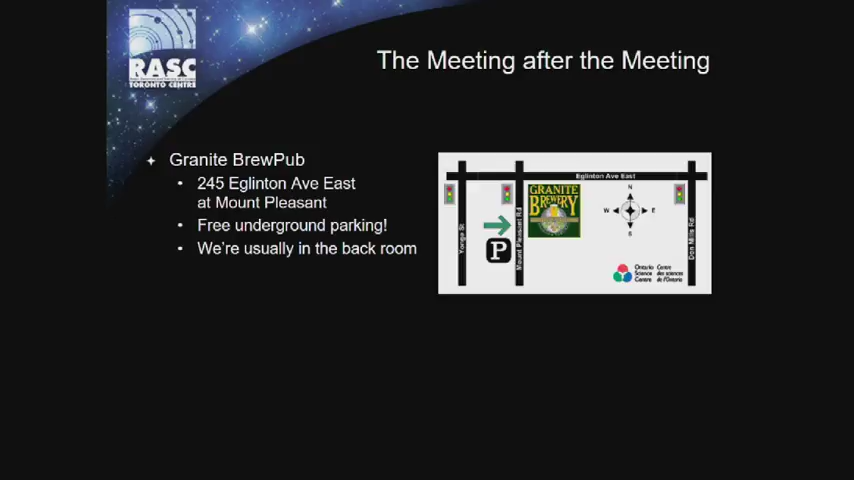 RASC
TORONTO CENTRE
The Meeting after the Meeting
Granite BrewPub
• 245 Eglinton Ave East
at Mount Pleasant
• Free underground parking!
• We're usually in the back room
Eglinton Ave East
Yonge St
Mount Pleasant Rd
Don Mills Rd
GRANITE
BREWERY
N
W E
S
P
Ontario Centre
Science des sciences
Centre de l'Ontario